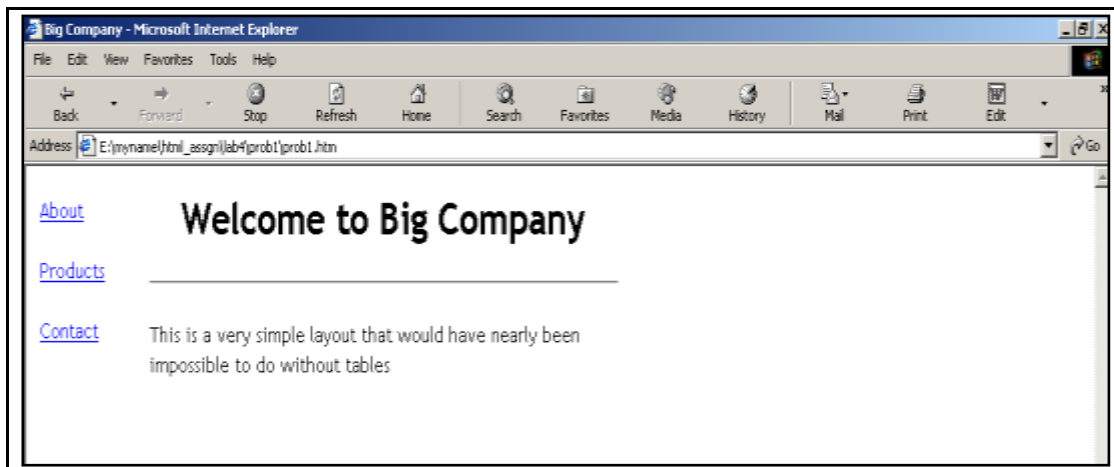 Big Company - Microsoft Internet Explorer
File Edit View Favorites Tools Help
Back Forward Stop Refresh Home Search Favorites Media History Mail Print Edit
Address E:\myname\html_assgn\lab4\prob1\prob1.htm Go
About
Welcome to Big Company
Products
Contact
This is a very simple layout that would have nearly been
impossible to do without tables